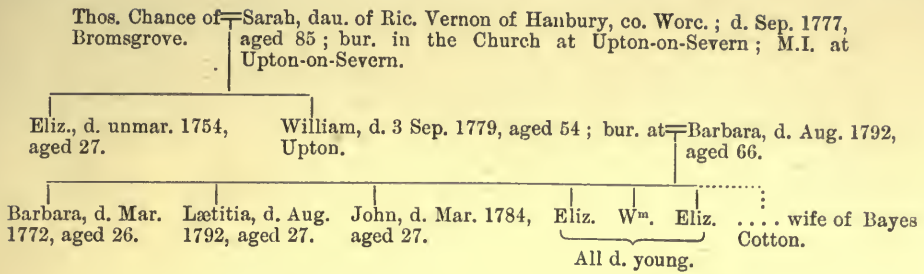 Thos. Chance of Sarah, dau. of Ric. Vernon of Hanbury, co. Worc. ; d. Sep. 1777,
Bromsgrove. aged 85 ; bur. in the Church at Upton-on-Severn ; M.I. at
Upton-on-Severn.
Eliz., d. unmar. 1754, William, d. 3 Sep. 1779, aged 54 ; bur. at Barbara, d. Aug. 1792,
aged 27. Upton. aged 66.
Barbara, d. Mar. Lætitia, d. Aug. John, d. Mar. 1784, Eliz. Wm. Eliz. .... wife of Bayes
1772, aged 26. 1792, aged 27. aged 27. Cotton.
All d. young.